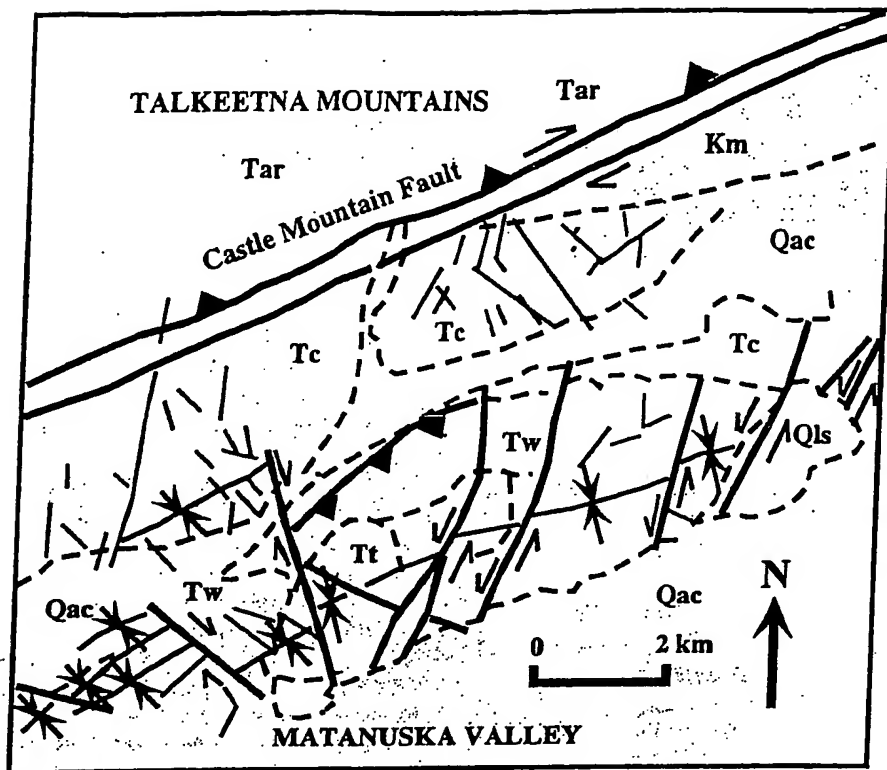 TALKEETNA MOUNTAINS
Tar
Tar
Km
Castle Mountain Fault
Qac
Tc
Tc
Tc
Tw
Qls
Tt
Tw
Qac
Qac
N
0 2 km
MATANUSKA VALLEY